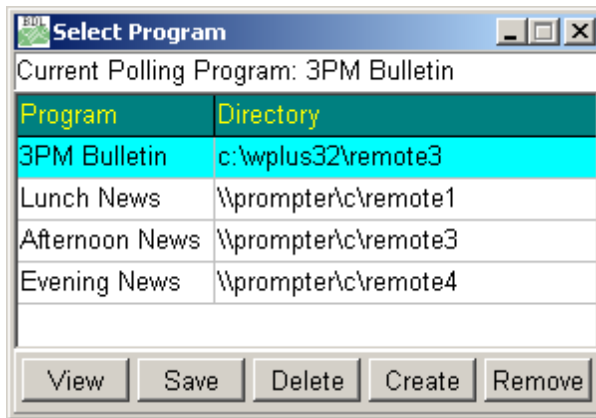 BDL Select Program
Current Polling Program: 3PM Bulletin
Program Directory
3PM Bulletin c:\wplus32\remote3
Lunch News \\prompter\c\remote1
Afternoon News \\prompter\c\remote3
Evening News \\prompter\c\remote4
View Save Delete Create Remove